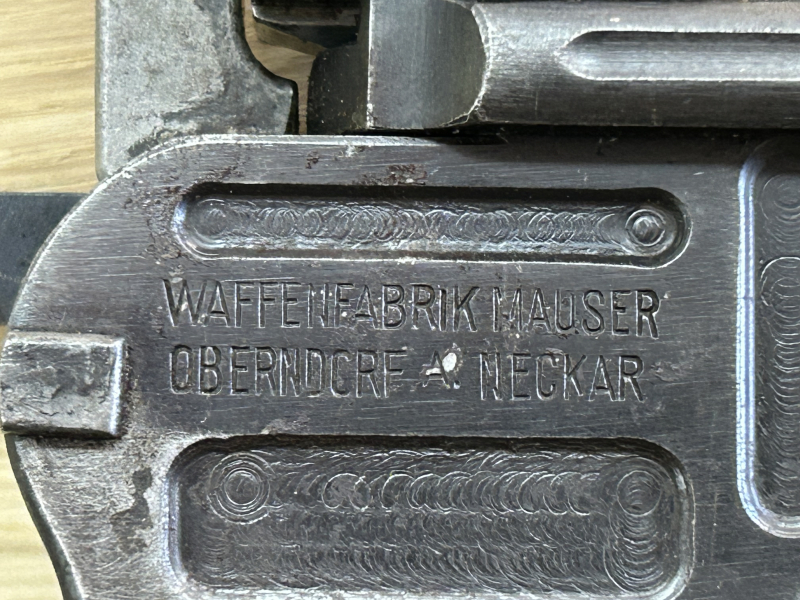 WAFFENFABRIK MAUSER
OBERNDORF A. NECKAR